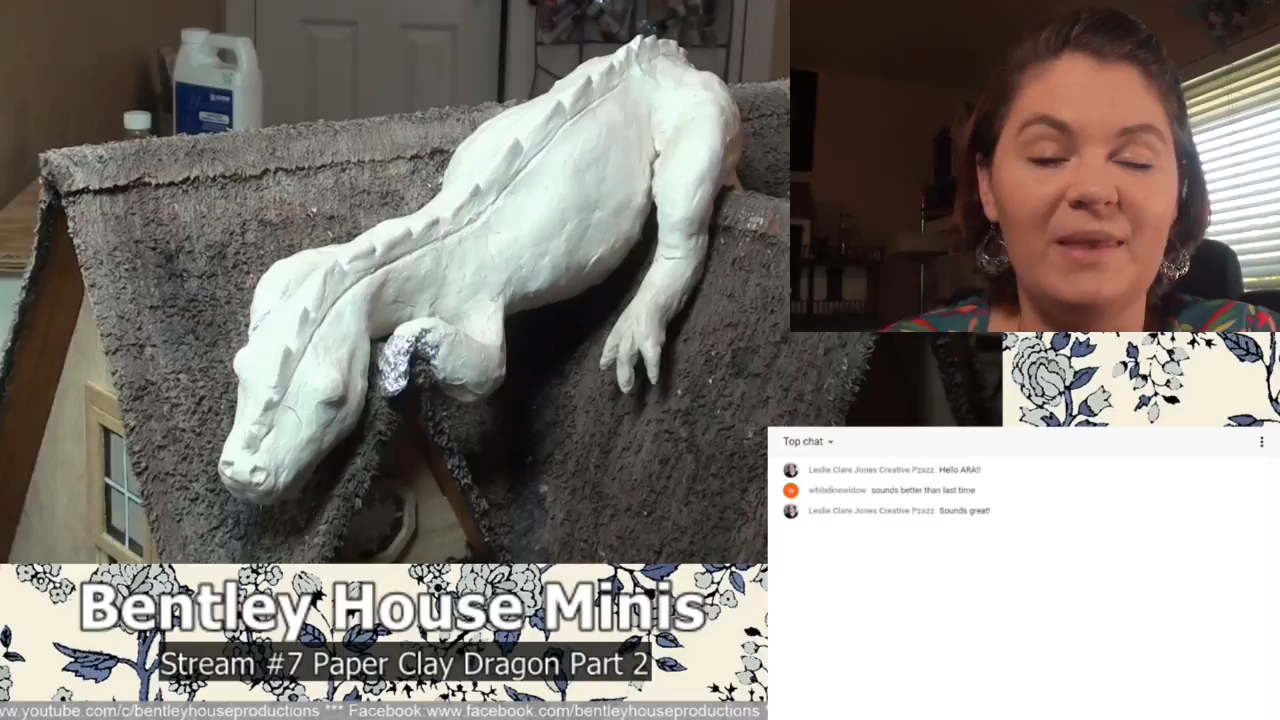 Top chat
Leslie Clare Jones Creative Pzazz Hello ARA!!
W whitelinewidow sounds better than last time
Leslie Clare Jones Creative Pzazz Sounds great!
Bentley House Minis
Stream #7 Paper Clay Dragon Part 2
w.youtube.com/c/bentleyhouseproductions *** Facebook:www.facebook.com/bentleyhouseproductions